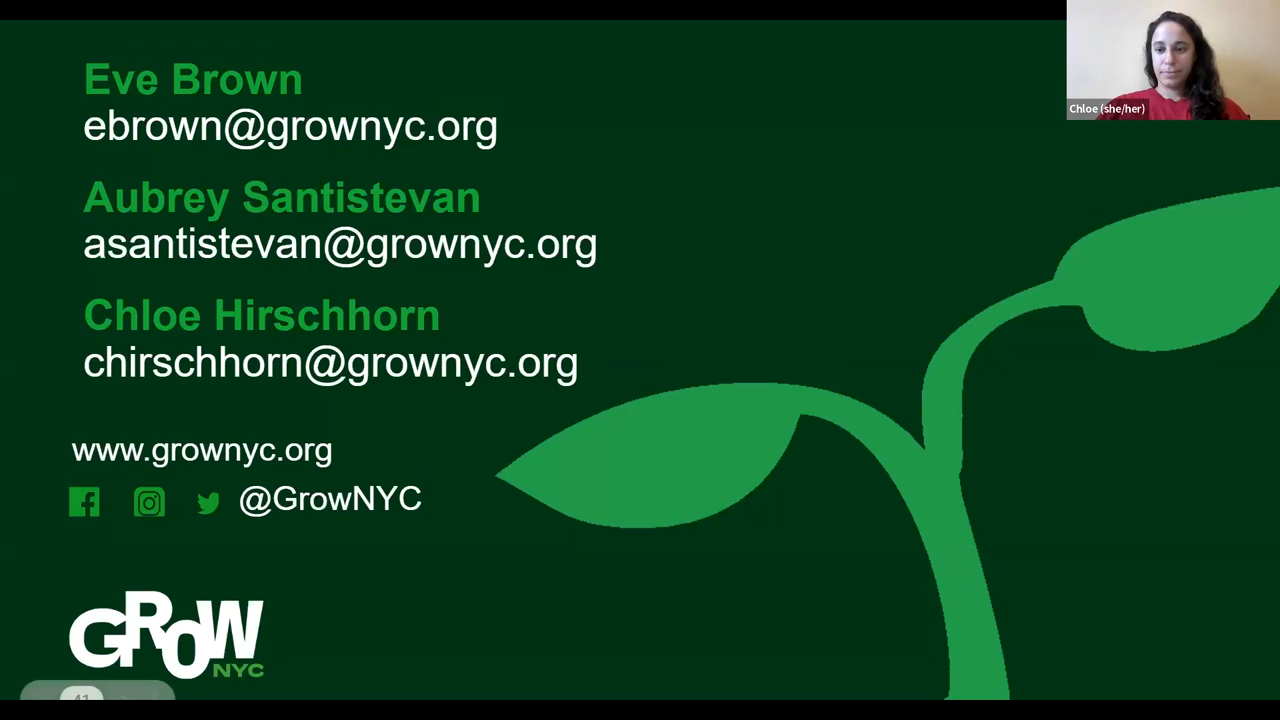 Eve Brown
ebrown@grownyc.org
Aubrey Santistevan
asantistevan@grownyc.org
Chloe Hirschhorn
chirschhorn@grownyc.org
www.grownyc.org
@GrowNYC
GROW
NYC
41
Chloe (she/her)